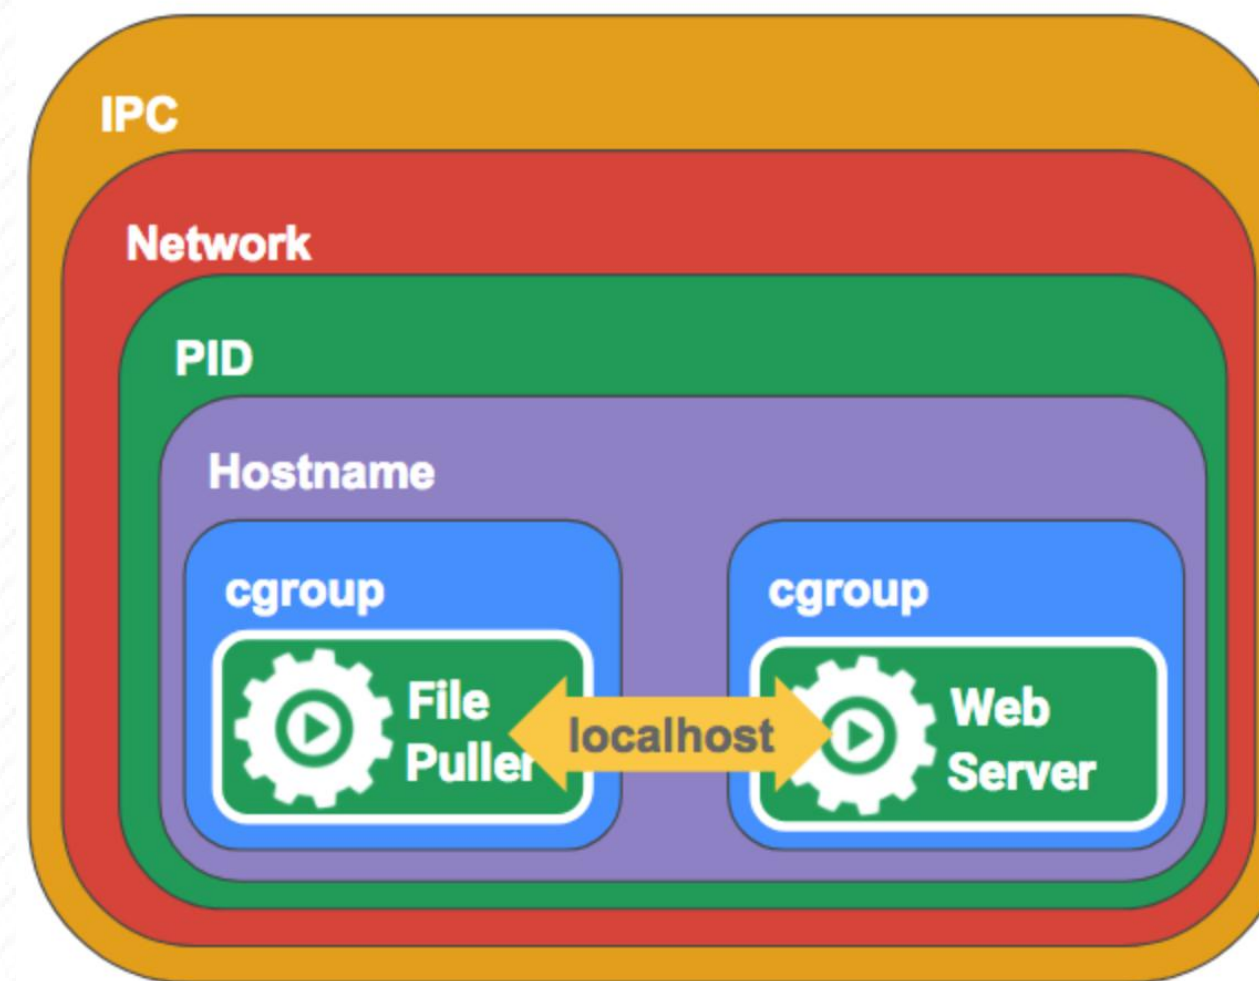 IPC
Network
PID
Hostname
cgroup
cgroup
File
Puller
localhost
Web
Server